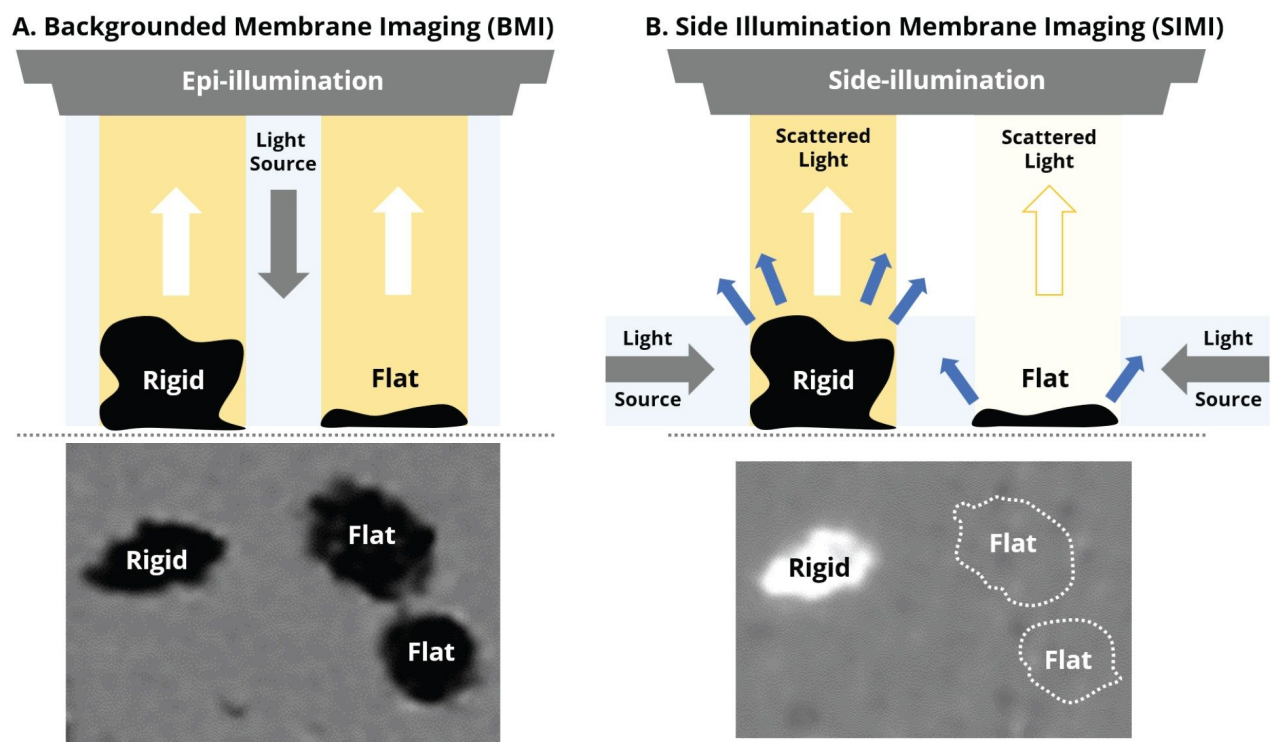 A. Backgrounded Membrane Imaging (BMI)
Epi-illumination
Light
Source
Rigid
Flat
Rigid
Flat
Flat
B. Side Illumination Membrane Imaging (SIMI)
Side-illumination
Scattered
Light
Scattered
Light
Light
Source
Rigid
Flat
Light
Source
Rigid
Flat
Flat